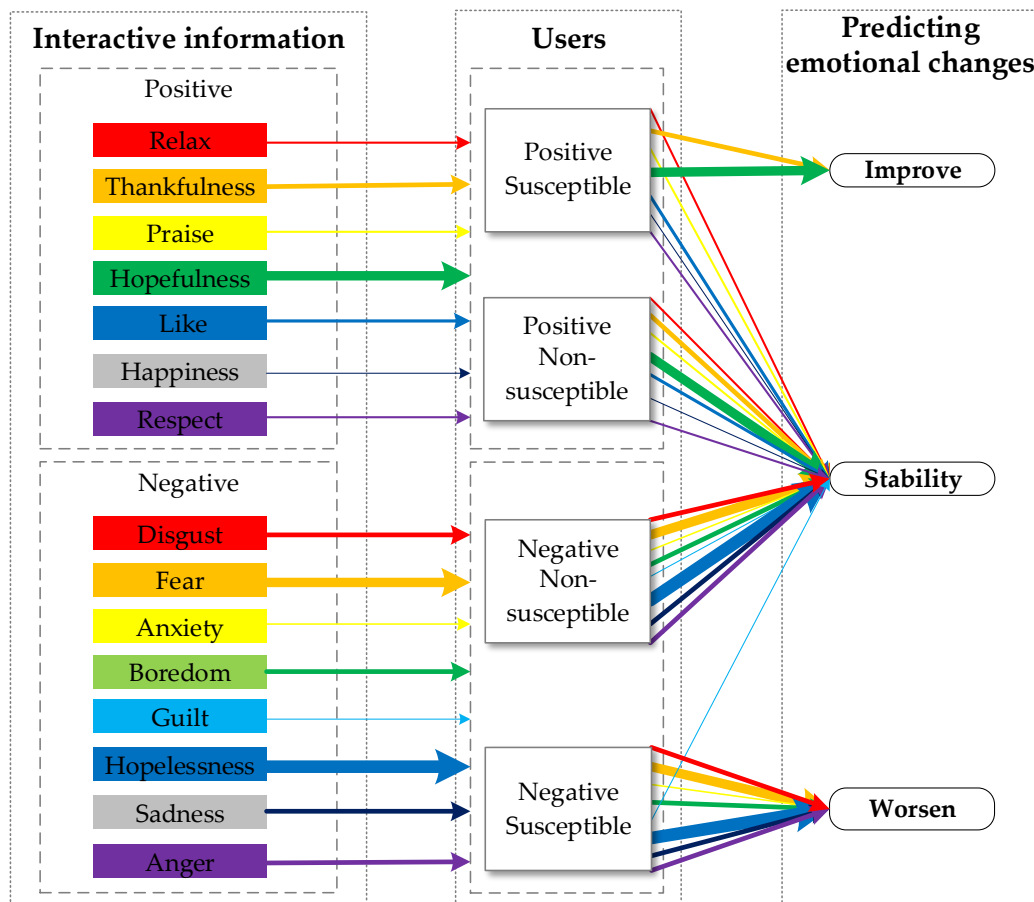 Interactive information
Positive
Relax
Thankfulness
Praise
Hopefulness
Like
Happiness
Respect
Negative
Disgust
Fear
Anxiety
Boredom
Guilt
Hopelessness
Sadness
Anger
Users
Positive
Susceptible
Positive
Non-
susceptible
Negative
Non-
susceptible
Negative
Susceptible
Predicting
emotional changes
Improve
Stability
Worsen